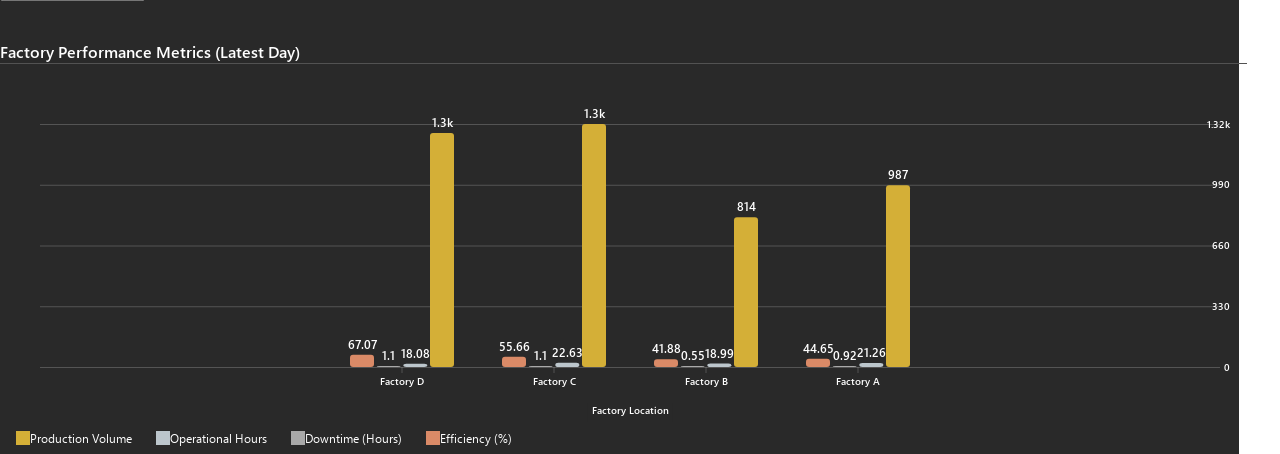 Factory Performance Metrics (Latest Day)
1.3k
1.3k
1.32k
987
990
814
660
330
67.07
1.1
18.08
55.66
1.1
22.63
41.88
0.55
18.99
44.65
0.92
21.26
0
Factory D
Factory C
Factory B
Factory A
Factory Location
Production Volume
Operational Hours
Downtime (Hours)
Efficiency (%)